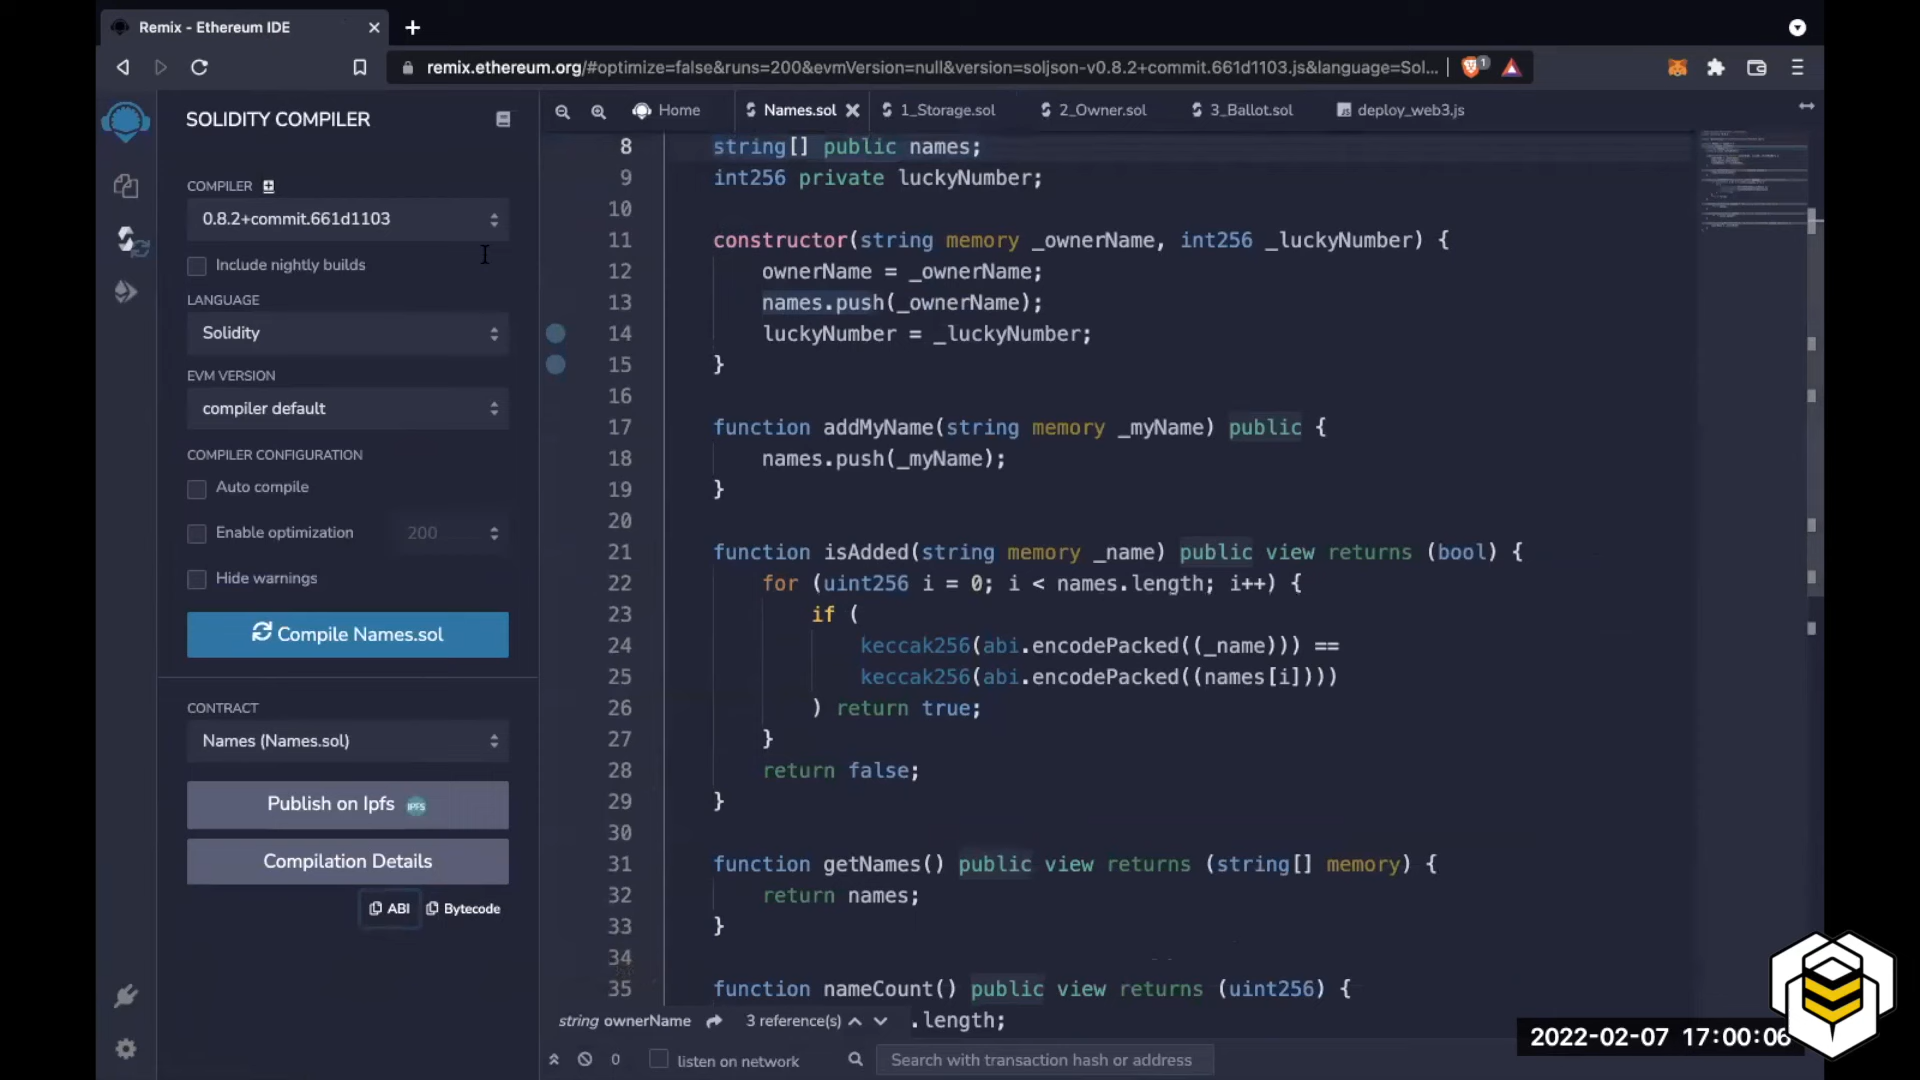 Remix - Ethereum IDE
remix.ethereum.org/#optimize=false&runs=200&evmVersion=null&version=soljson-v0.8.2+commit.661d1103.js&language=Sol...
1
SOLIDITY COMPILER
COMPILER
0.8.2+commit.661d1103
Include nightly builds
LANGUAGE
Solidity
EVM VERSION
compiler default
COMPILER CONFIGURATION
Auto compile
Enable optimization 200
Hide warnings
Compile Names.sol
CONTRACT
Names (Names.sol)
Publish on Ipfs IPFS
Compilation Details
ABI Bytecode
Home Names.sol 1_Storage.sol 2_Owner.sol 3_Ballot.sol deploy_web3.js
8 string[] public names;
9 int256 private luckyNumber;
10
11 constructor(string memory _ownerName, int256 _luckyNumber) {
12 ownerName = _ownerName;
13 names.push(_ownerName);
14 luckyNumber = _luckyNumber;
15 }
16
17 function addMyName(string memory _myName) public {
18 names.push(_myName);
19 }
20
21 function isAdded(string memory _name) public view returns (bool) {
22 for (uint256 i = 0; i < names.length; i++) {
23 if (
24 keccak256(abi.encodePacked((_name))) ==
25 keccak256(abi.encodePacked((names[i])))
26 ) return true;
27 }
28 return false;
29 }
30
31 function getNames() public view returns (string[] memory) {
32 return names;
33 }
34
35 function nameCount() public view returns (uint256) {
string ownerName 3 reference(s) .length;
0 listen on network Search with transaction hash or address
2022-02-07 17:00:06